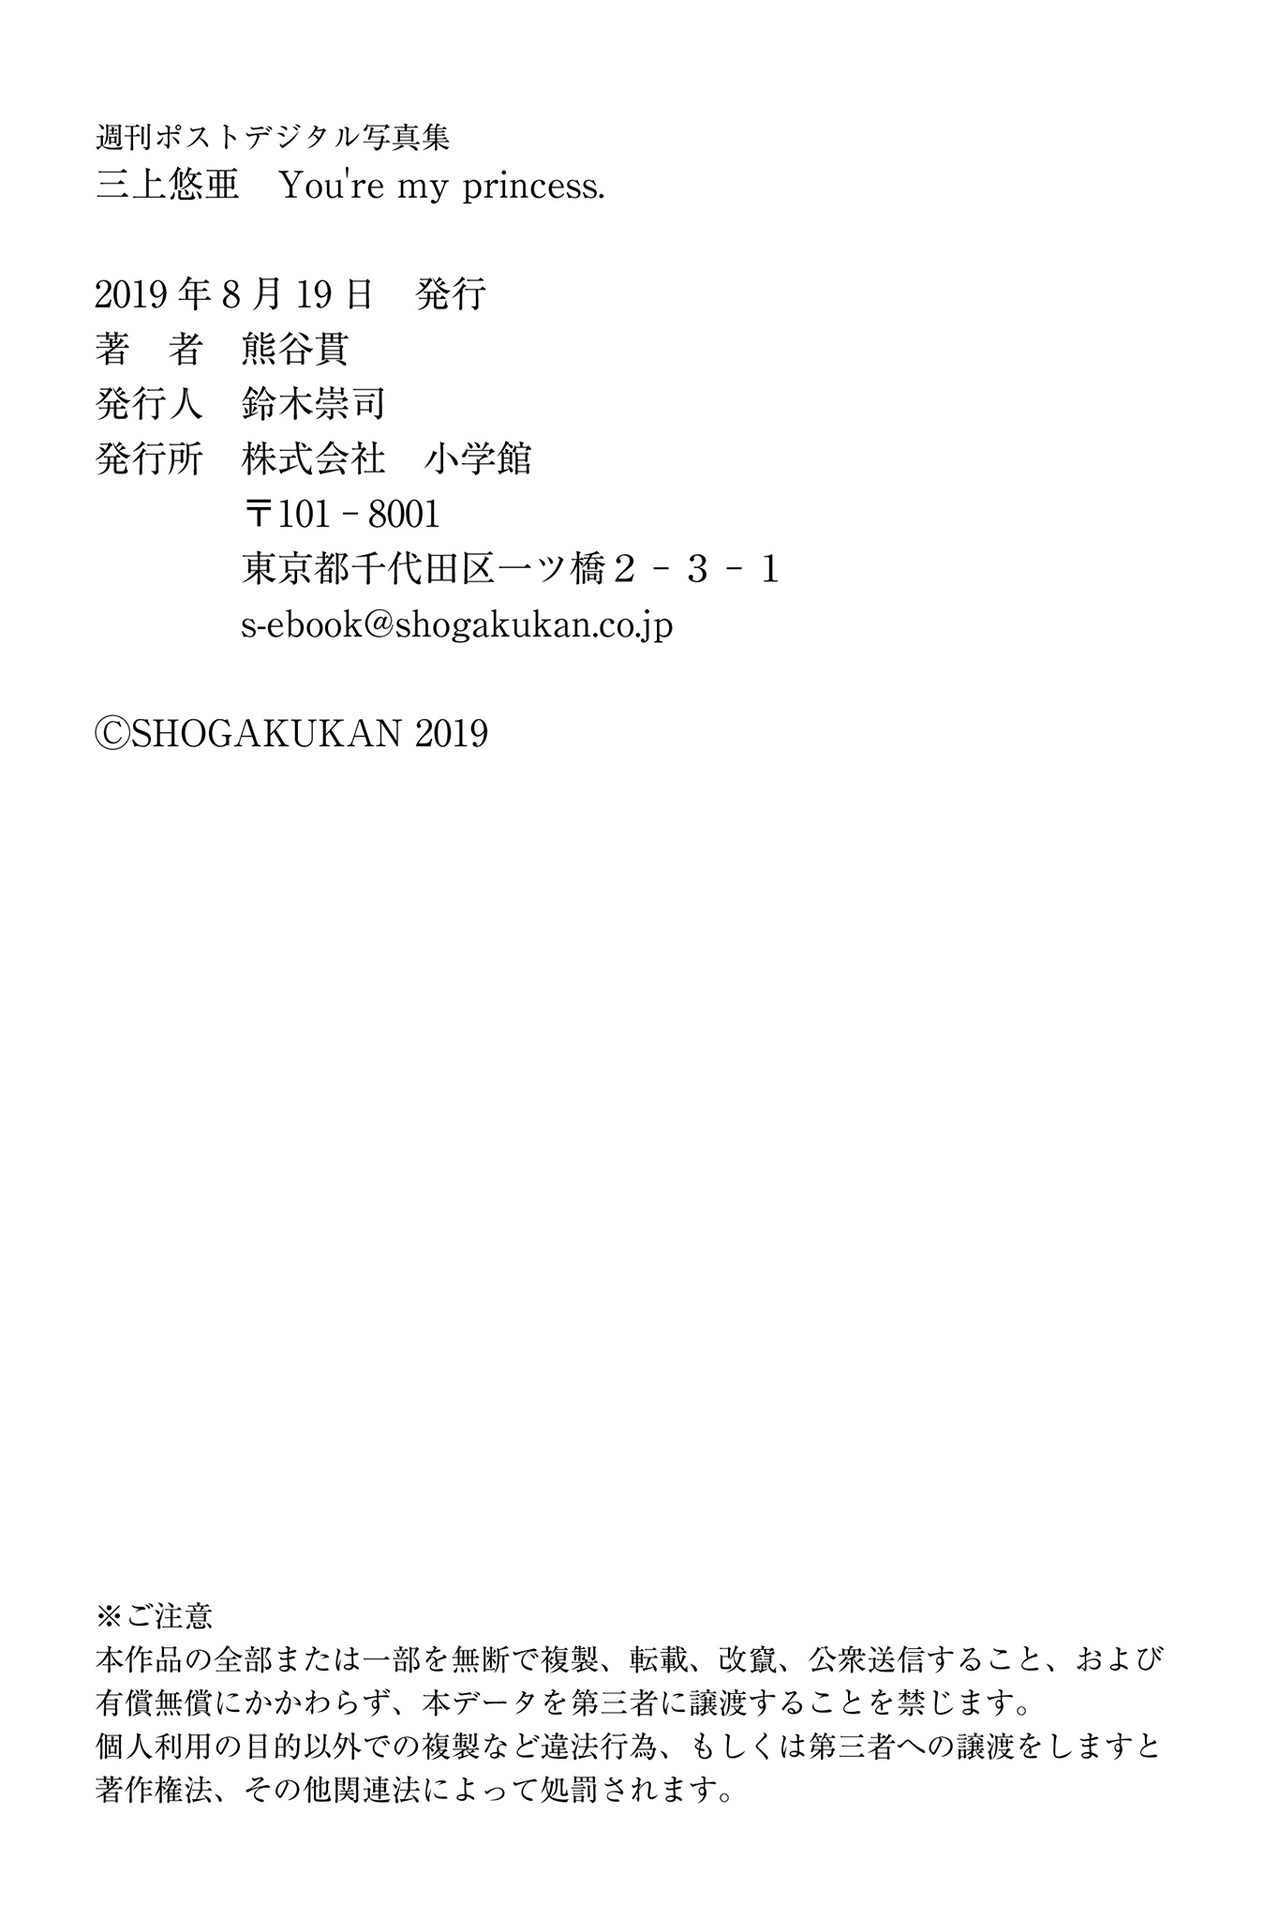 週刊ポストデジタル写真集
三上悠亜　You're my princess.
2019 年 8 月 19 日　発行
著　者　熊谷貫
発行人　鈴木崇司
発行所　株式会社　小学館
〒101－8001
東京都千代田区一ツ橋２－３－１
s-ebook@shogakukan.co.jp
ⒸSHOGAKUKAN 2019
※ご注意
本作品の全部または一部を無断で複製、転載、改竄、公衆送信すること、および
有償無償にかかわらず、本データを第三者に譲渡することを禁じます。
個人利用の目的以外での複製など違法行為、もしくは第三者への譲渡をしますと
著作権法、その他関連法によって処罰されます。